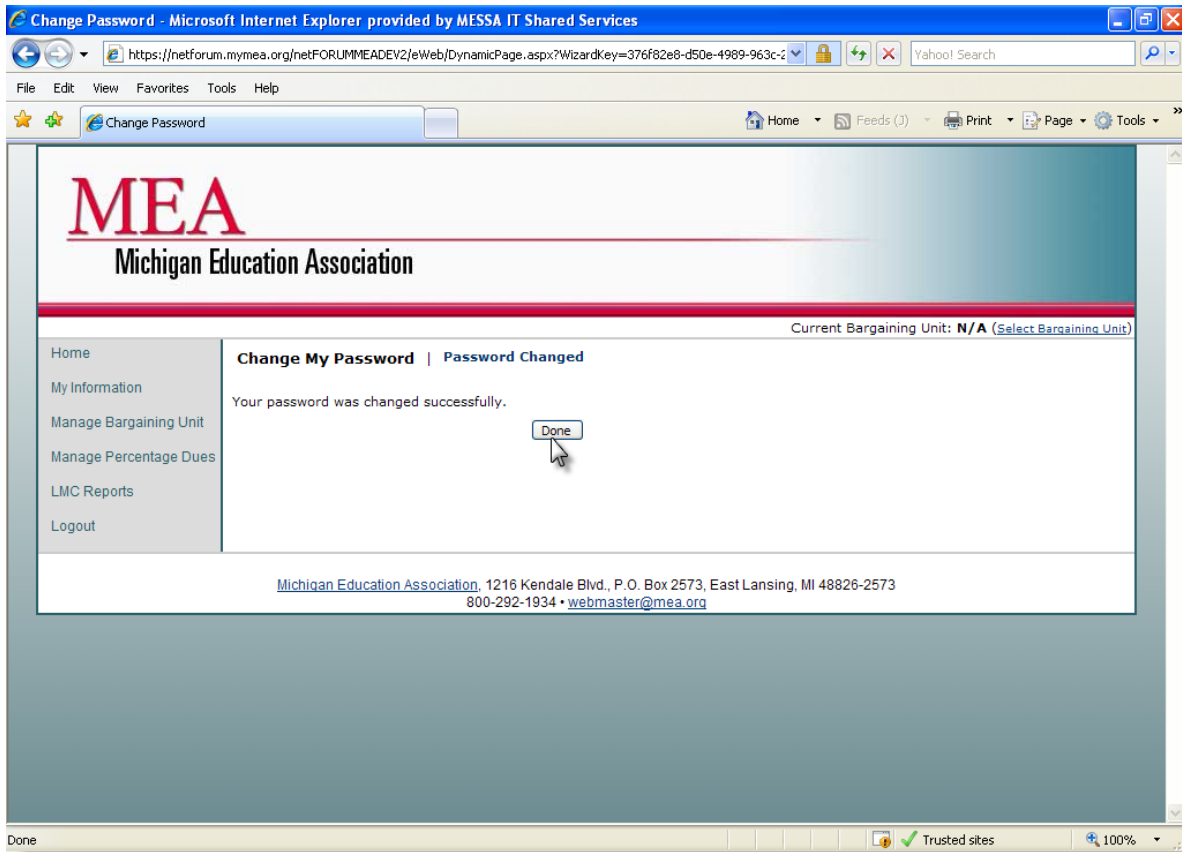 Change Password - Microsoft Internet Explorer provided by MESSA IT Shared Services
https://netforum.mymea.org/netFORUMMEADEV2/eWeb/DynamicPage.aspx?WizardKey=376f82e8-d50e-4989-963c-2
Yahoo! Search
File Edit View Favorites Tools Help
Change Password
Home Feeds (J) Print Page Tools »
MEA
Michigan Education Association
Current Bargaining Unit: N/A (Select Bargaining Unit)
Home
My Information
Manage Bargaining Unit
Manage Percentage Dues
LMC Reports
Logout
Change My Password | Password Changed
Your password was changed successfully.
Done
Michigan Education Association, 1216 Kendale Blvd., P.O. Box 2573, East Lansing, MI 48826-2573
800-292-1934 • webmaster@mea.org
Done
Trusted sites
100%